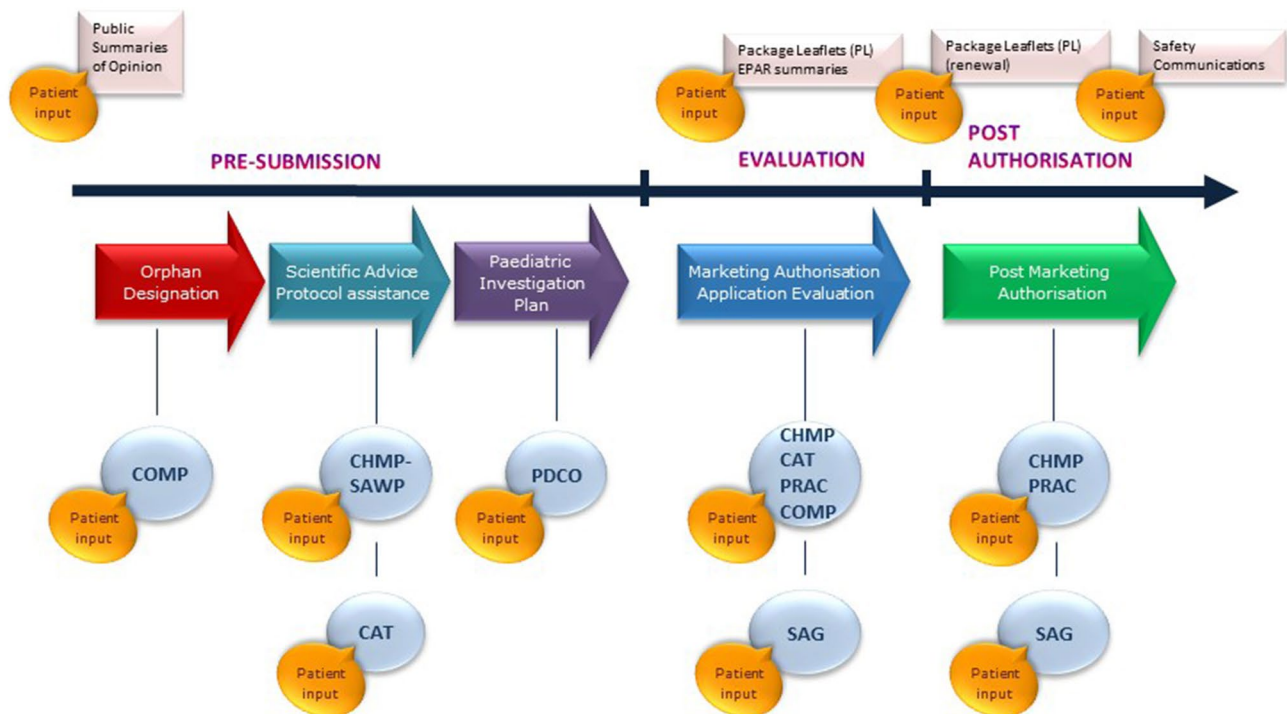 Public
Summaries
of Opinion
Patient
input
Package Leaflets (PL)
EPAR summaries
Patient
input
Package Leaflets (PL)
(renewal)
Patient
input
Safety
Communications
Patient
input
PRE-SUBMISSION
EVALUATION
POST
AUTHORISATION
Orphan
Designation
Scientific Advice
Protocol assistance
Paediatric
Investigation
Plan
Marketing Authorisation
Application Evaluation
Post Marketing
Authorisation
COMP
Patient
input
CHMP-
SAWP
Patient
input
PDCO
Patient
input
CHMP
CAT
PRAC
COMP
Patient
input
CHMP
PRAC
Patient
input
CAT
Patient
input
SAG
Patient
input
SAG
Patient
input